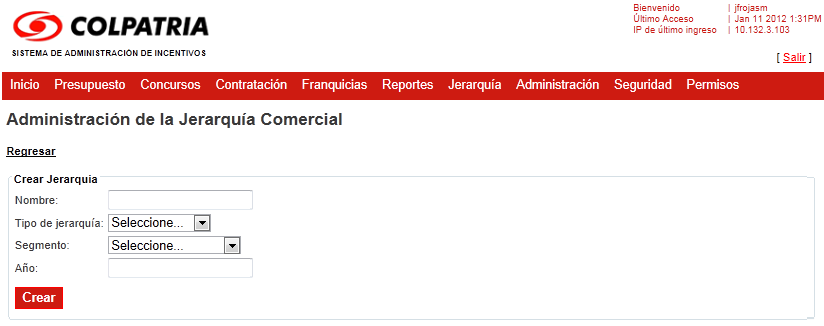 COLPATRIA
SISTEMA DE ADMINISTRACIÓN DE INCENTIVOS
Bienvenido | jfrojasm
Último Acceso | Jan 11 2012 1:31PM
IP de último ingreso | 10.132.3.103
[ Salir ]
Inicio Presupuesto Concursos Contratación Franquicias Reportes Jerarquía Administración Seguridad Permisos
Administración de la Jerarquía Comercial
Regresar
Crear Jerarquia
Nombre:
Tipo de jerarquía: Seleccione...
Segmento: Seleccione...
Año:
Crear